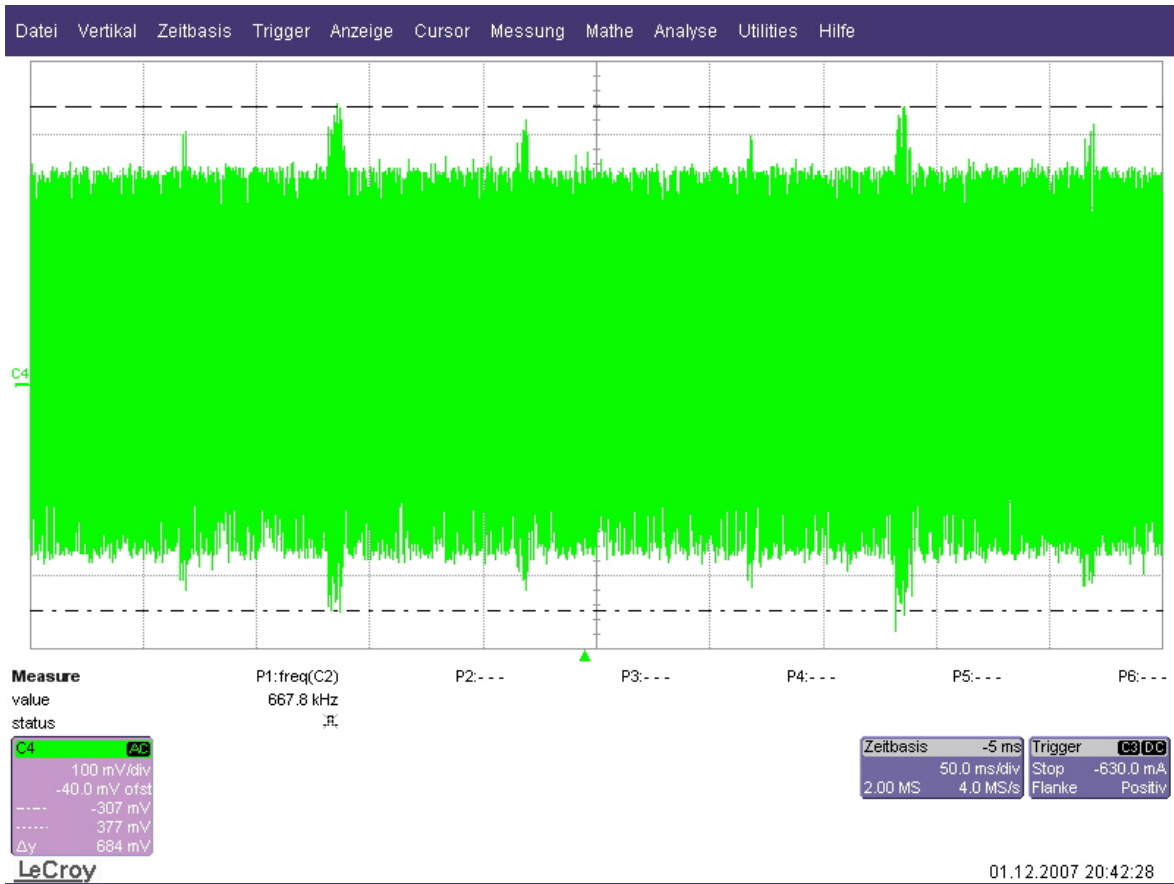 Datei Vertikal Zeitbasis Trigger Anzeige Cursor Messung Mathe Analyse Utilities Hilfe
C4
Measure P1:freq(C2) P2:--- P3:--- P4:--- P5:--- P6:---
value 667.8 kHz
status
C4 AC
100 mV/div
-40.0 mV ofst
-307 mV
377 mV
Δy 684 mV
Zeitbasis -5 ms
50.0 ms/div
2.00 MS 4.0 MS/s
Trigger C3 DC
Stop -630.0 mA
Flanke Positiv
LeCroy
01.12.2007 20:42:28